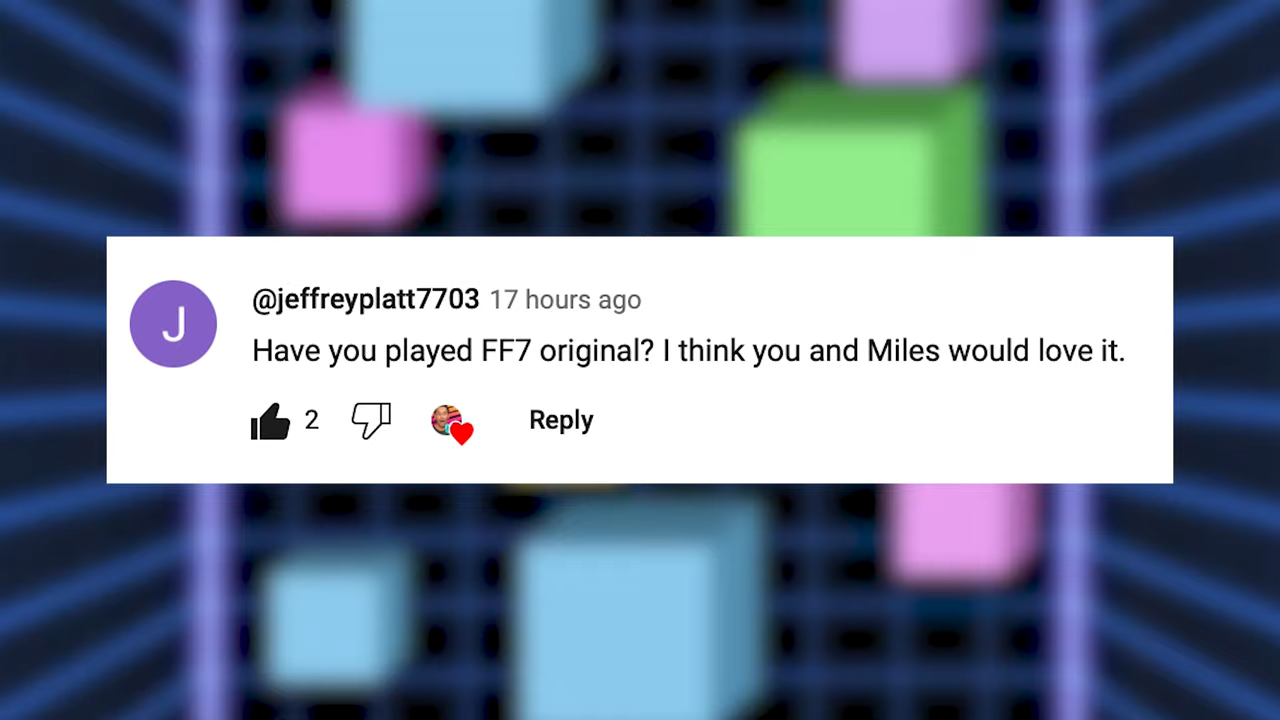 J
@jeffreyplatt7703 17 hours ago
Have you played FF7 original? I think you and Miles would love it.
2 Reply